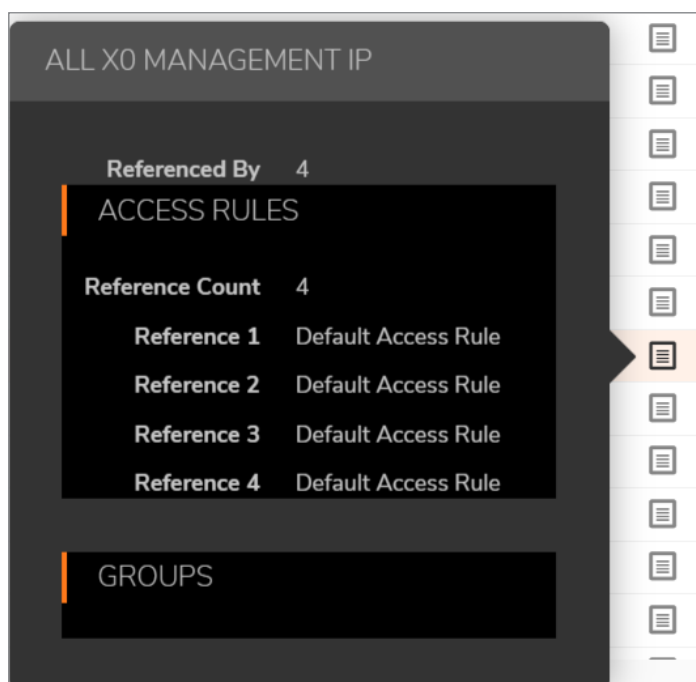 ALL X0 MANAGEMENT IP
Referenced By 4
ACCESS RULES
Reference Count 4
Reference 1 Default Access Rule
Reference 2 Default Access Rule
Reference 3 Default Access Rule
Reference 4 Default Access Rule
GROUPS